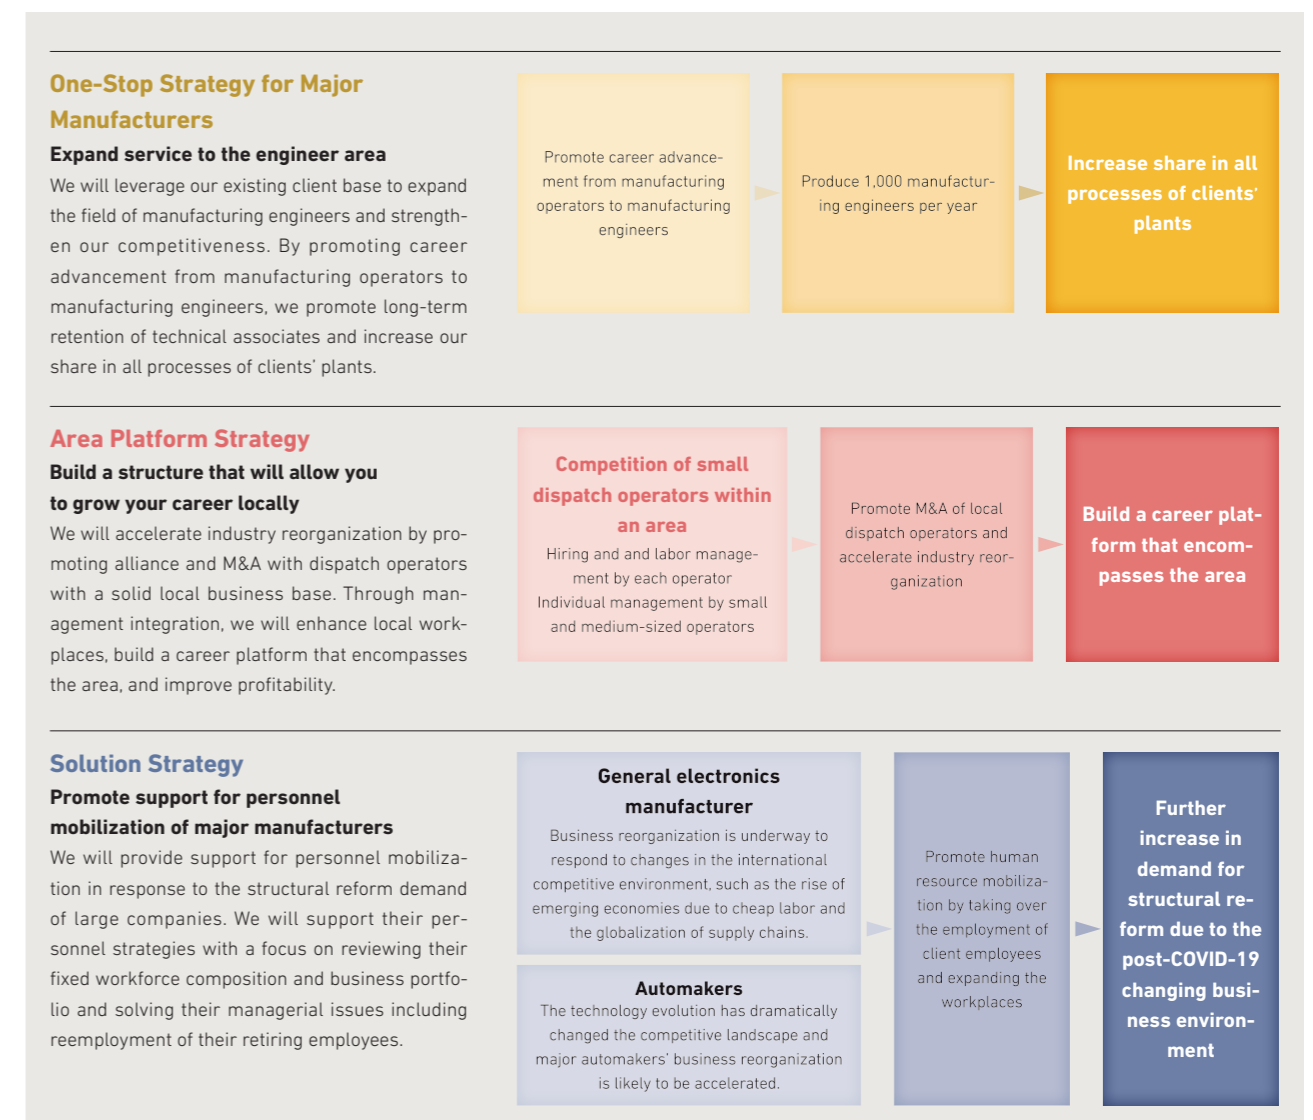 One-Stop Strategy for Major
Manufacturers
Expand service to the engineer area
We will leverage our existing client base to expand
the field of manufacturing engineers and strength-
en our competitiveness. By promoting career
advancement from manufacturing operators to
manufacturing engineers, we promote long-term
retention of technical associates and increase our
share in all processes of clients’ plants.
Promote career advance-
ment from manufacturing
operators to manufacturing
engineers
Produce 1,000 manufactur-
ing engineers per year
Increase share in all
processes of clients’
plants
Area Platform Strategy
Build a structure that will allow you
to grow your career locally
We will accelerate industry reorganization by pro-
moting alliance and M&A with dispatch operators
with a solid local business base. Through man-
agement integration, we will enhance local work-
places, build a career platform that encompasses
the area, and improve profitability.
Competition of small
dispatch operators within
an area
Hiring and and labor manage-
ment by each operator
Individual management by small
and medium-sized operators
Promote M&A of local
dispatch operators and
accelerate industry reor-
ganization
Build a career plat-
form that encom-
passes the area
Solution Strategy
Promote support for personnel
mobilization of major manufacturers
We will provide support for personnel mobiliza-
tion in response to the structural reform demand
of large companies. We will support their per-
sonnel strategies with a focus on reviewing their
fixed workforce composition and business portfo-
lio and solving their managerial issues including
reemployment of their retiring employees.
General electronics
manufacturer
Business reorganization is underway to
respond to changes in the international
competitive environment, such as the rise of
emerging economies due to cheap labor and
the globalization of supply chains.
Automakers
The technology evolution has dramatically
changed the competitive landscape and
major automakers’ business reorganization
is likely to be accelerated.
Promote human
resource mobiliza-
tion by taking over
the employment of
client employees
and expanding the
workplaces
Further
increase in
demand for
structural re-
form due to the
post-COVID-19
changing busi-
ness environ-
ment